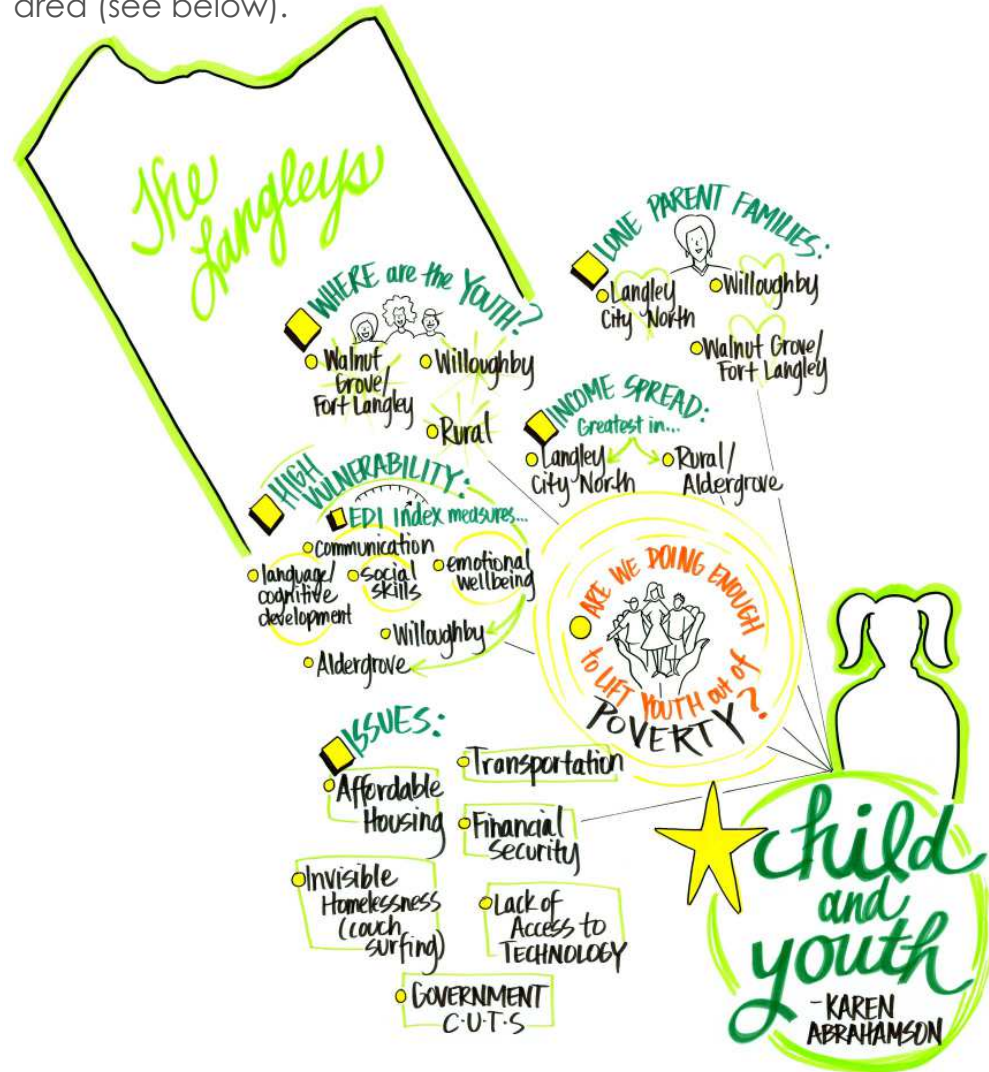 area (see below).
The
Langleys
LONE PARENT FAMILIES:
Langley
City North
Willoughby
Walnut Grove/
Fort Langley
WHERE are the YOUTH?
Walnut
Grove/
Fort Langley
Willoughby
Rural
INCOME SPREAD:
Greatest in...
Langley
City North
Rural/
Aldergrove
HIGH
VULNERABILITY:
EDI Index measures...
communication
language/
cognitive
development
social
skills
emotional
wellbeing
Willoughby
Aldergrove
ARE WE DOING ENOUGH
to LIFT YOUTH out of
POVERTY?
ISSUES:
Affordable
Housing
Transportation
Financial
Security
Invisible
Homelessness
(couch
surfing)
Lack of
Access to
TECHNOLOGY
GOVERNMENT
C·U·T·S
child
and
youth
- KAREN
ABRAHAMSON